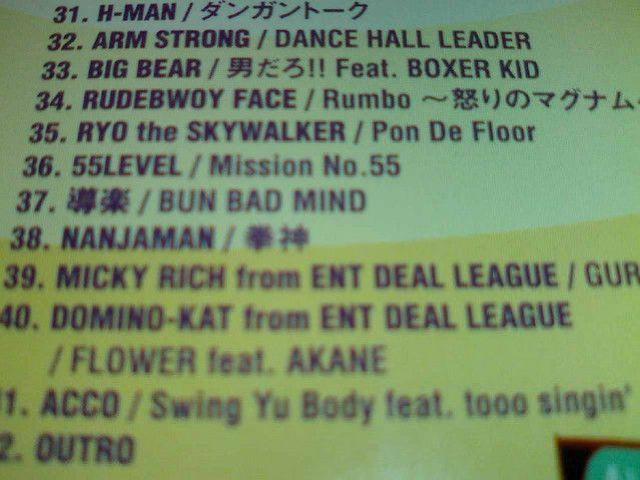 31. H-MAN / ダンガントーク
32. ARM STRONG / DANCE HALL LEADER
33. BIG BEAR / 男だろ!! Feat. BOXER KID
34. RUDEBWOY FACE / Rumbo ～怒りのマグナム
35. RYO the SKYWALKER / Pon De Floor
36. 55LEVEL / Mission No.55
37. 導楽 / BUN BAD MIND
38. NANJAMAN / 拳神
39. MICKY RICH from ENT DEAL LEAGUE / GUR
40. DOMINO-KAT from ENT DEAL LEAGUE
/ FLOWER feat. AKANE
1. ACCO / Swing Yu Body feat. tooo singin'
2. OUTRO